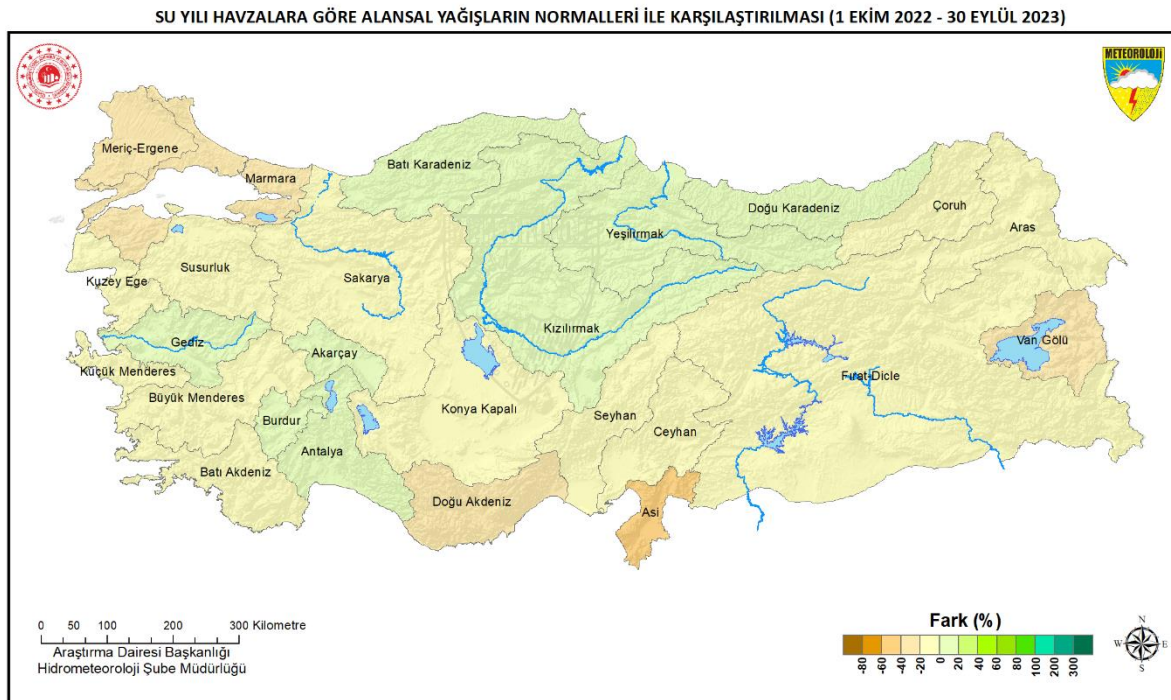 SU YILI HAVZALARA GÖRE ALANSAL YAĞIŞLARIN NORMALLERİ İLE KARŞILAŞTIRILMASI (1 EKİM 2022 - 30 EYLÜL 2023)
METEOROLOJİ
Meriç-Ergene
Marmara
Batı Karadeniz
Doğu Karadeniz
Çoruh
Aras
Yeşilırmak
Susurluk
Kuzey Ege
Sakarya
Kızılırmak
Gediz
Akarçay
Van Gölü
Küçük Menderes
Büyük Menderes
Fırat-Dicle
Burdur
Konya Kapalı
Seyhan
Ceyhan
Antalya
Batı Akdeniz
Doğu Akdeniz
Asi
0 50 100 200 300 Kilometre
Araştırma Dairesi Başkanlığı
Hidrometeoroloji Şube Müdürlüğü
Fark (%)
-80 -60 -40 -20 0 20 40 60 80 100 200 300
N
W E
S